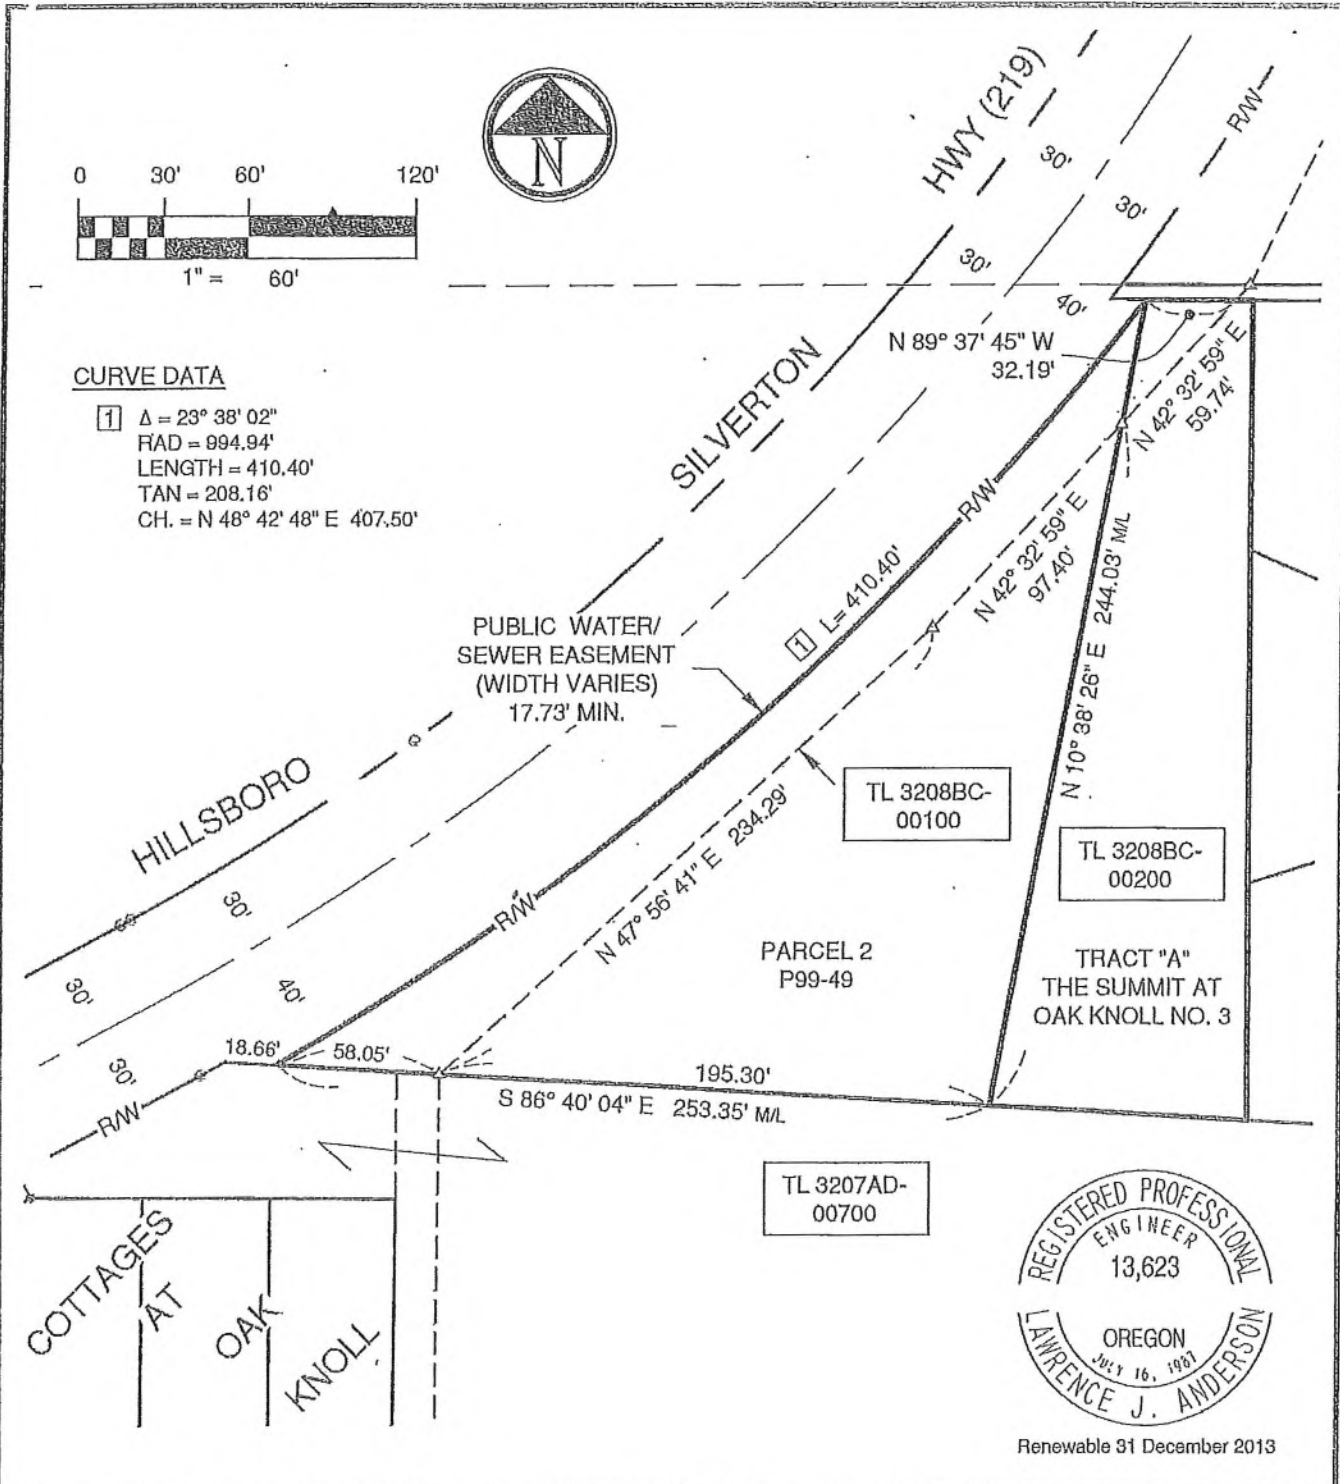 0 30' 60' 120'
1" = 60'
N
HWY (219)
R/W
30'
30'
30'
40'
N 89° 37' 45" W
32.19'
N 42° 32' 59" E
59.74'
CURVE DATA
1 Δ = 23° 38' 02"
RAD = 994.94'
LENGTH = 410.40'
TAN = 208.16'
CH. = N 48° 42' 48" E 407.50'
SILVERTON
R/W
N 42° 32' 59" E
97.40'
1 L= 410.40'
N 10° 38' 26" E 244.03' M/L
PUBLIC WATER/
SEWER EASEMENT
(WIDTH VARIES)
17.73' MIN.
HILLSBORO
TL 3208BC-
00100
N 47° 56' 41" E 234.29'
TL 3208BC-
00200
R/W
30'
30'
40'
30'
PARCEL 2
P99-49
TRACT "A"
THE SUMMIT AT
OAK KNOLL NO. 3
18.66'
58.05'
195.30'
S 86° 40' 04" E 253.35' M/L
R/W
TL 3207AD-
00700
COTTAGES
AT
OAK
KNOLL
REGISTERED PROFESSIONAL
ENGINEER
13,623
OREGON
JULY 16, 1987
LAWRENCE J. ANDERSON
Renewable 31 December 2013